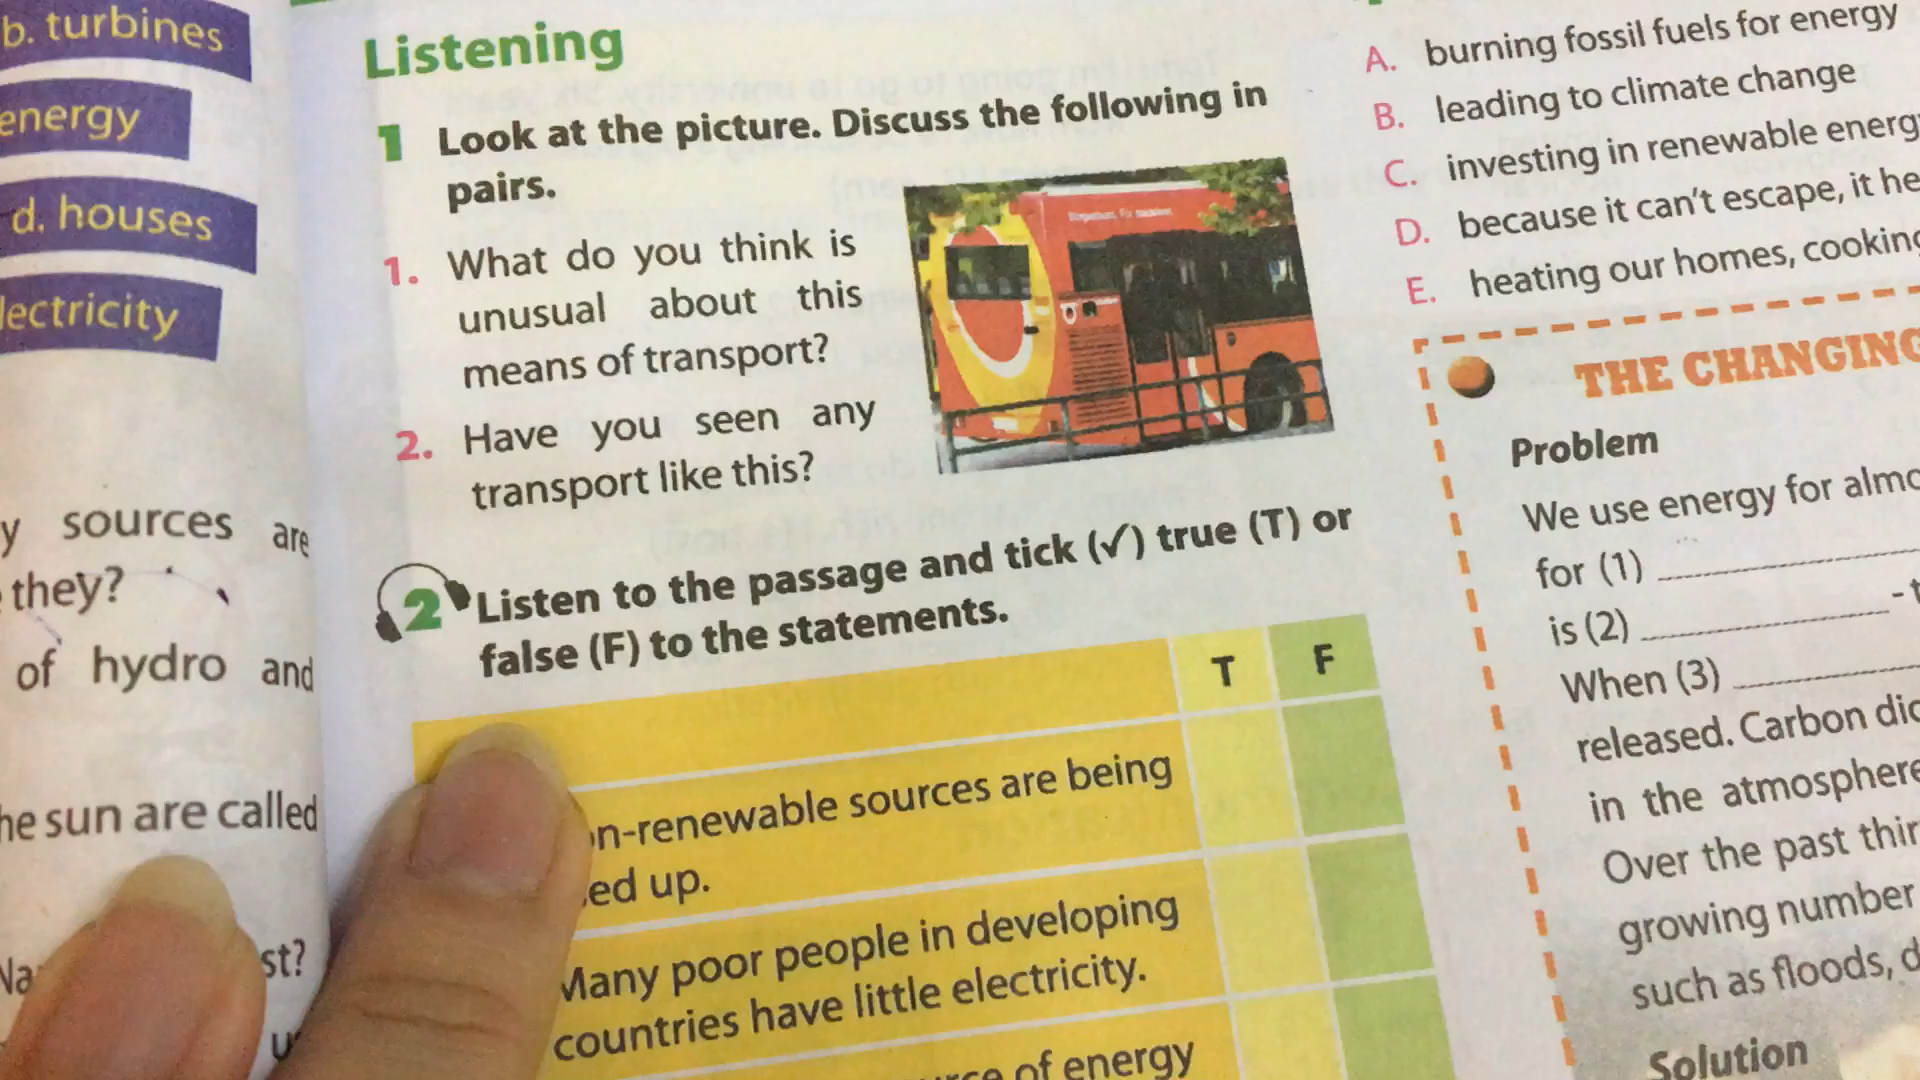 b. turbines
energy
d. houses
lectricity
y sources are
they?
of hydro and
he sun are called
st?
Listening
1 Look at the picture. Discuss the following in
pairs.
1. What do you think is
unusual about this
means of transport?
2. Have you seen any
transport like this?
2 Listen to the passage and tick (✓) true (T) or
false (F) to the statements.
T F
n-renewable sources are being
ed up.
Many poor people in developing
countries have little electricity.
of energy
A. burning fossil fuels for energy
B. leading to climate change
C. investing in renewable energ
D. because it can't escape, it he
E. heating our homes, cooking
THE CHANGING
Problem
We use energy for almo
for (1)
is (2) - t
When (3)
released. Carbon dio
in the atmosphere
Over the past thir
growing number
such as floods, d
Solution